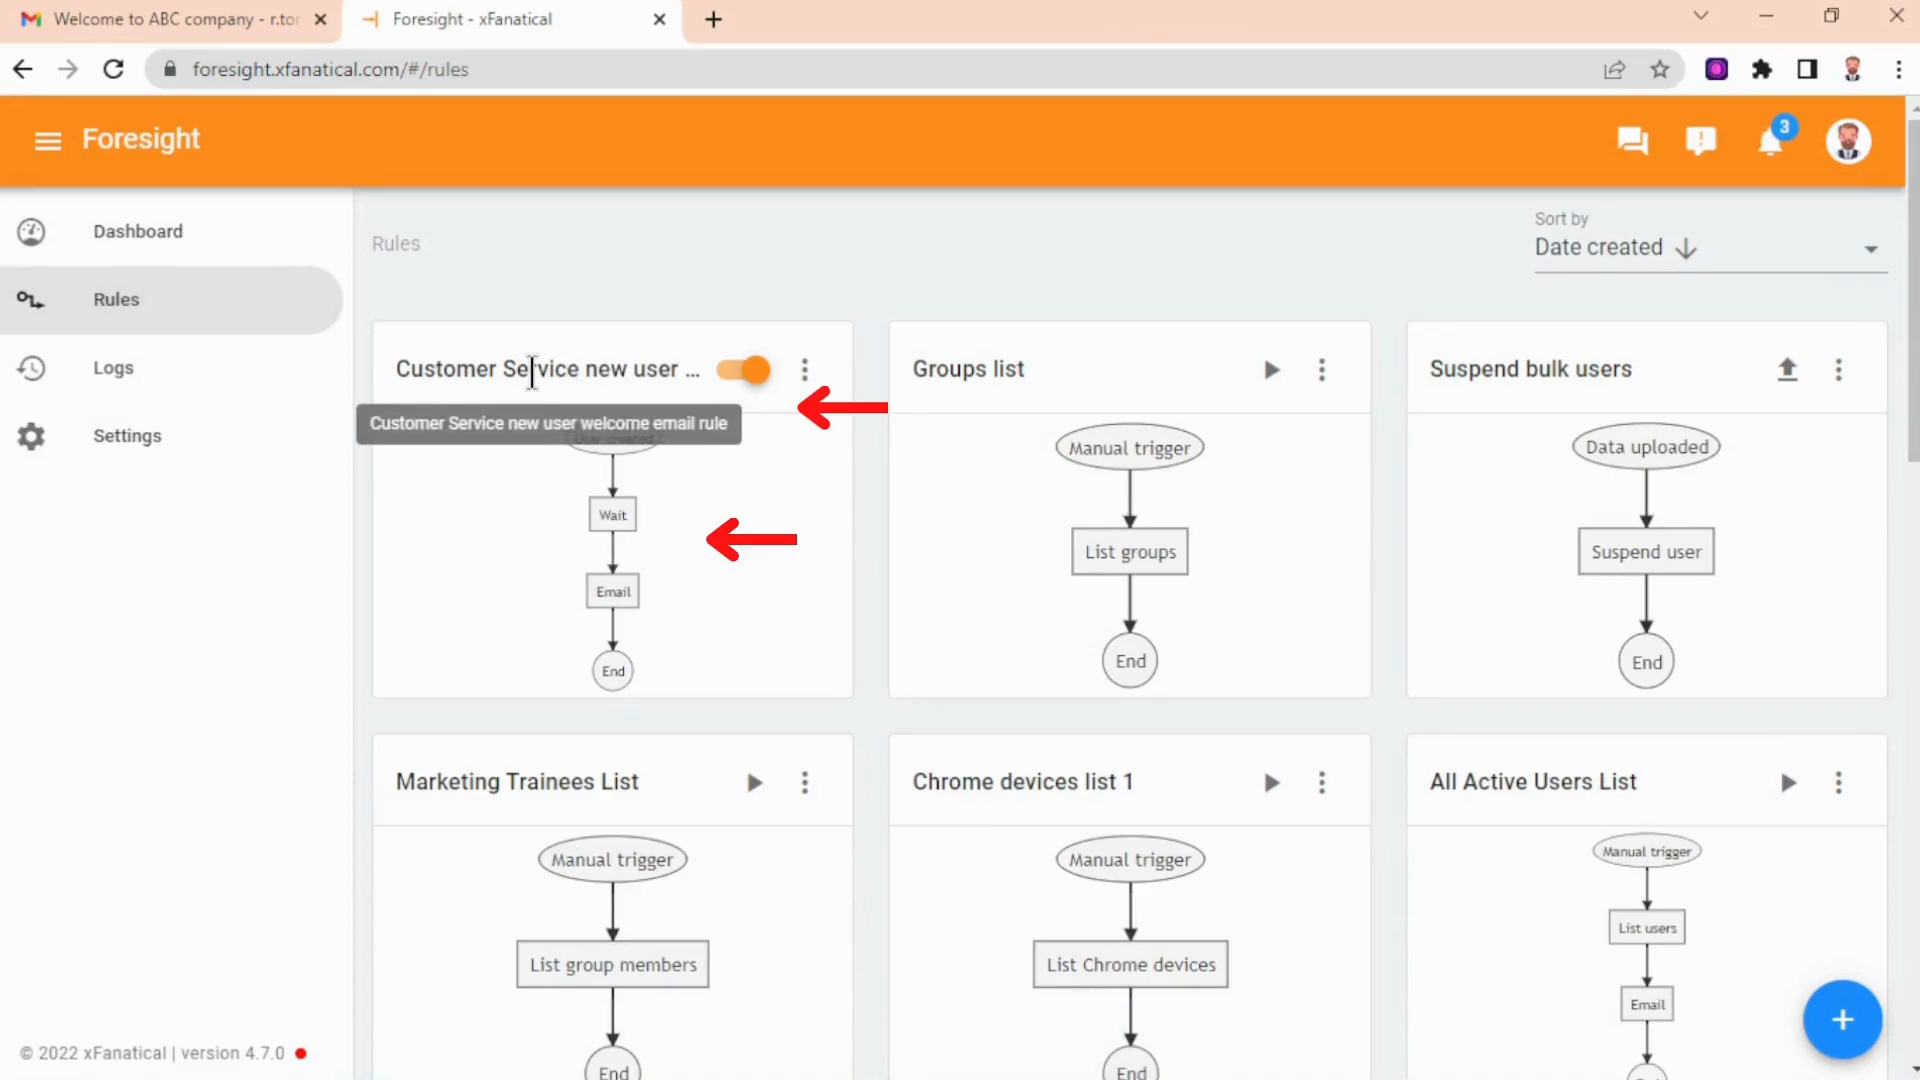 Welcome to ABC company - r.tor
Foresight - xFanatical
foresight.xfanatical.com/#/rules
Foresight
3
Dashboard
Rules
Logs
Settings
Rules
Sort by
Date created
Customer Service new user ...
Customer Service new user welcome email rule
User created
Wait
Email
End
Groups list
Manual trigger
List groups
End
Suspend bulk users
Data uploaded
Suspend user
End
Marketing Trainees List
Manual trigger
List group members
End
Chrome devices list 1
Manual trigger
List Chrome devices
End
All Active Users List
Manual trigger
List users
Email
© 2022 xFanatical | version 4.7.0